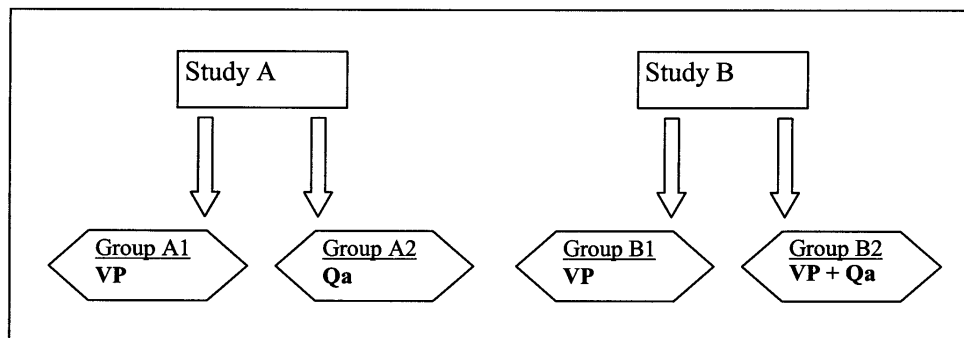 Study A
Study B
Group A1
VP
Group A2
Qa
Group B1
VP
Group B2
VP + Qa